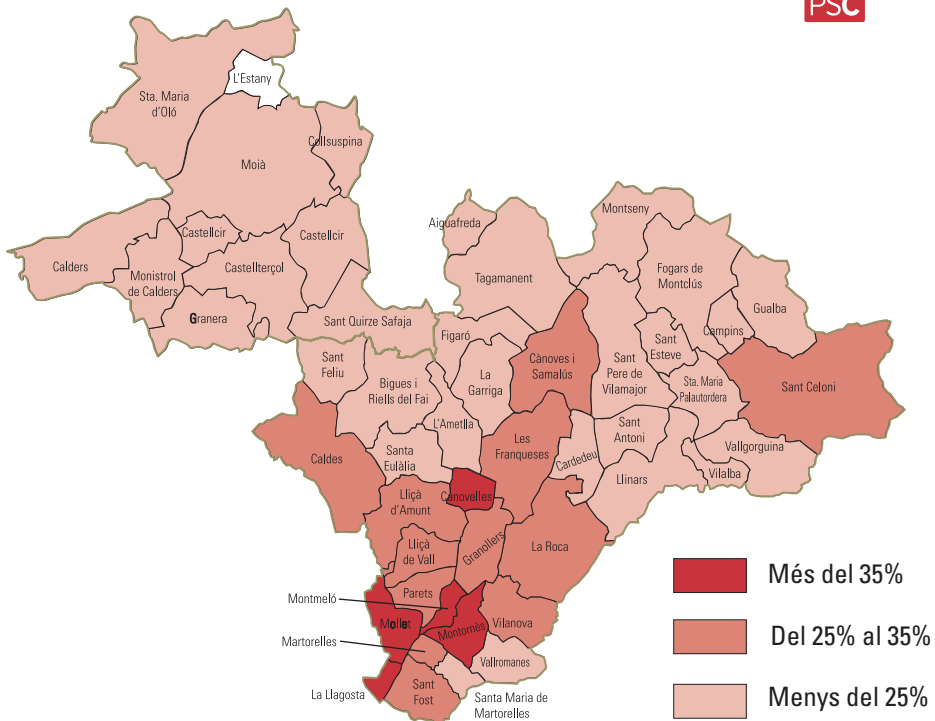 PSC
L'Estany
Sta. Maria
d'Oló
Collsuspina
Moià
Castellcir
Castellcir
Calders
Monistrol
de Calders
Castellterçol
Granera
Sant Quirze Safaja
Aiguafreda
Montseny
Tagamanent
Fogars de
Montclús
Gualba
Campins
Figaró
Sant
Feliu
Bigues i
Riells del Fai
La
Garriga
Cànoves i
Samalús
Sant
Pere de
Vilamajor
Sant
Esteve
Sta. Maria
Palautordera
Sant Celoni
L'Ametlla
Caldes
Santa
Eulàlia
Les
Franqueses
Cardedeu
Sant
Antoni
Vallgorguina
Vilalba
Llinars
Canovelles
Lliçà
d'Amunt
Granollers
La Roca
Lliçà
de Vall
Parets
Montmeló
Mollet
Montornès
Vilanova
Martorelles
Vallromanes
La Llagosta
Sant
Fost
Santa Maria de
Martorelles
Més del 35%
Del 25% al 35%
Menys del 25%